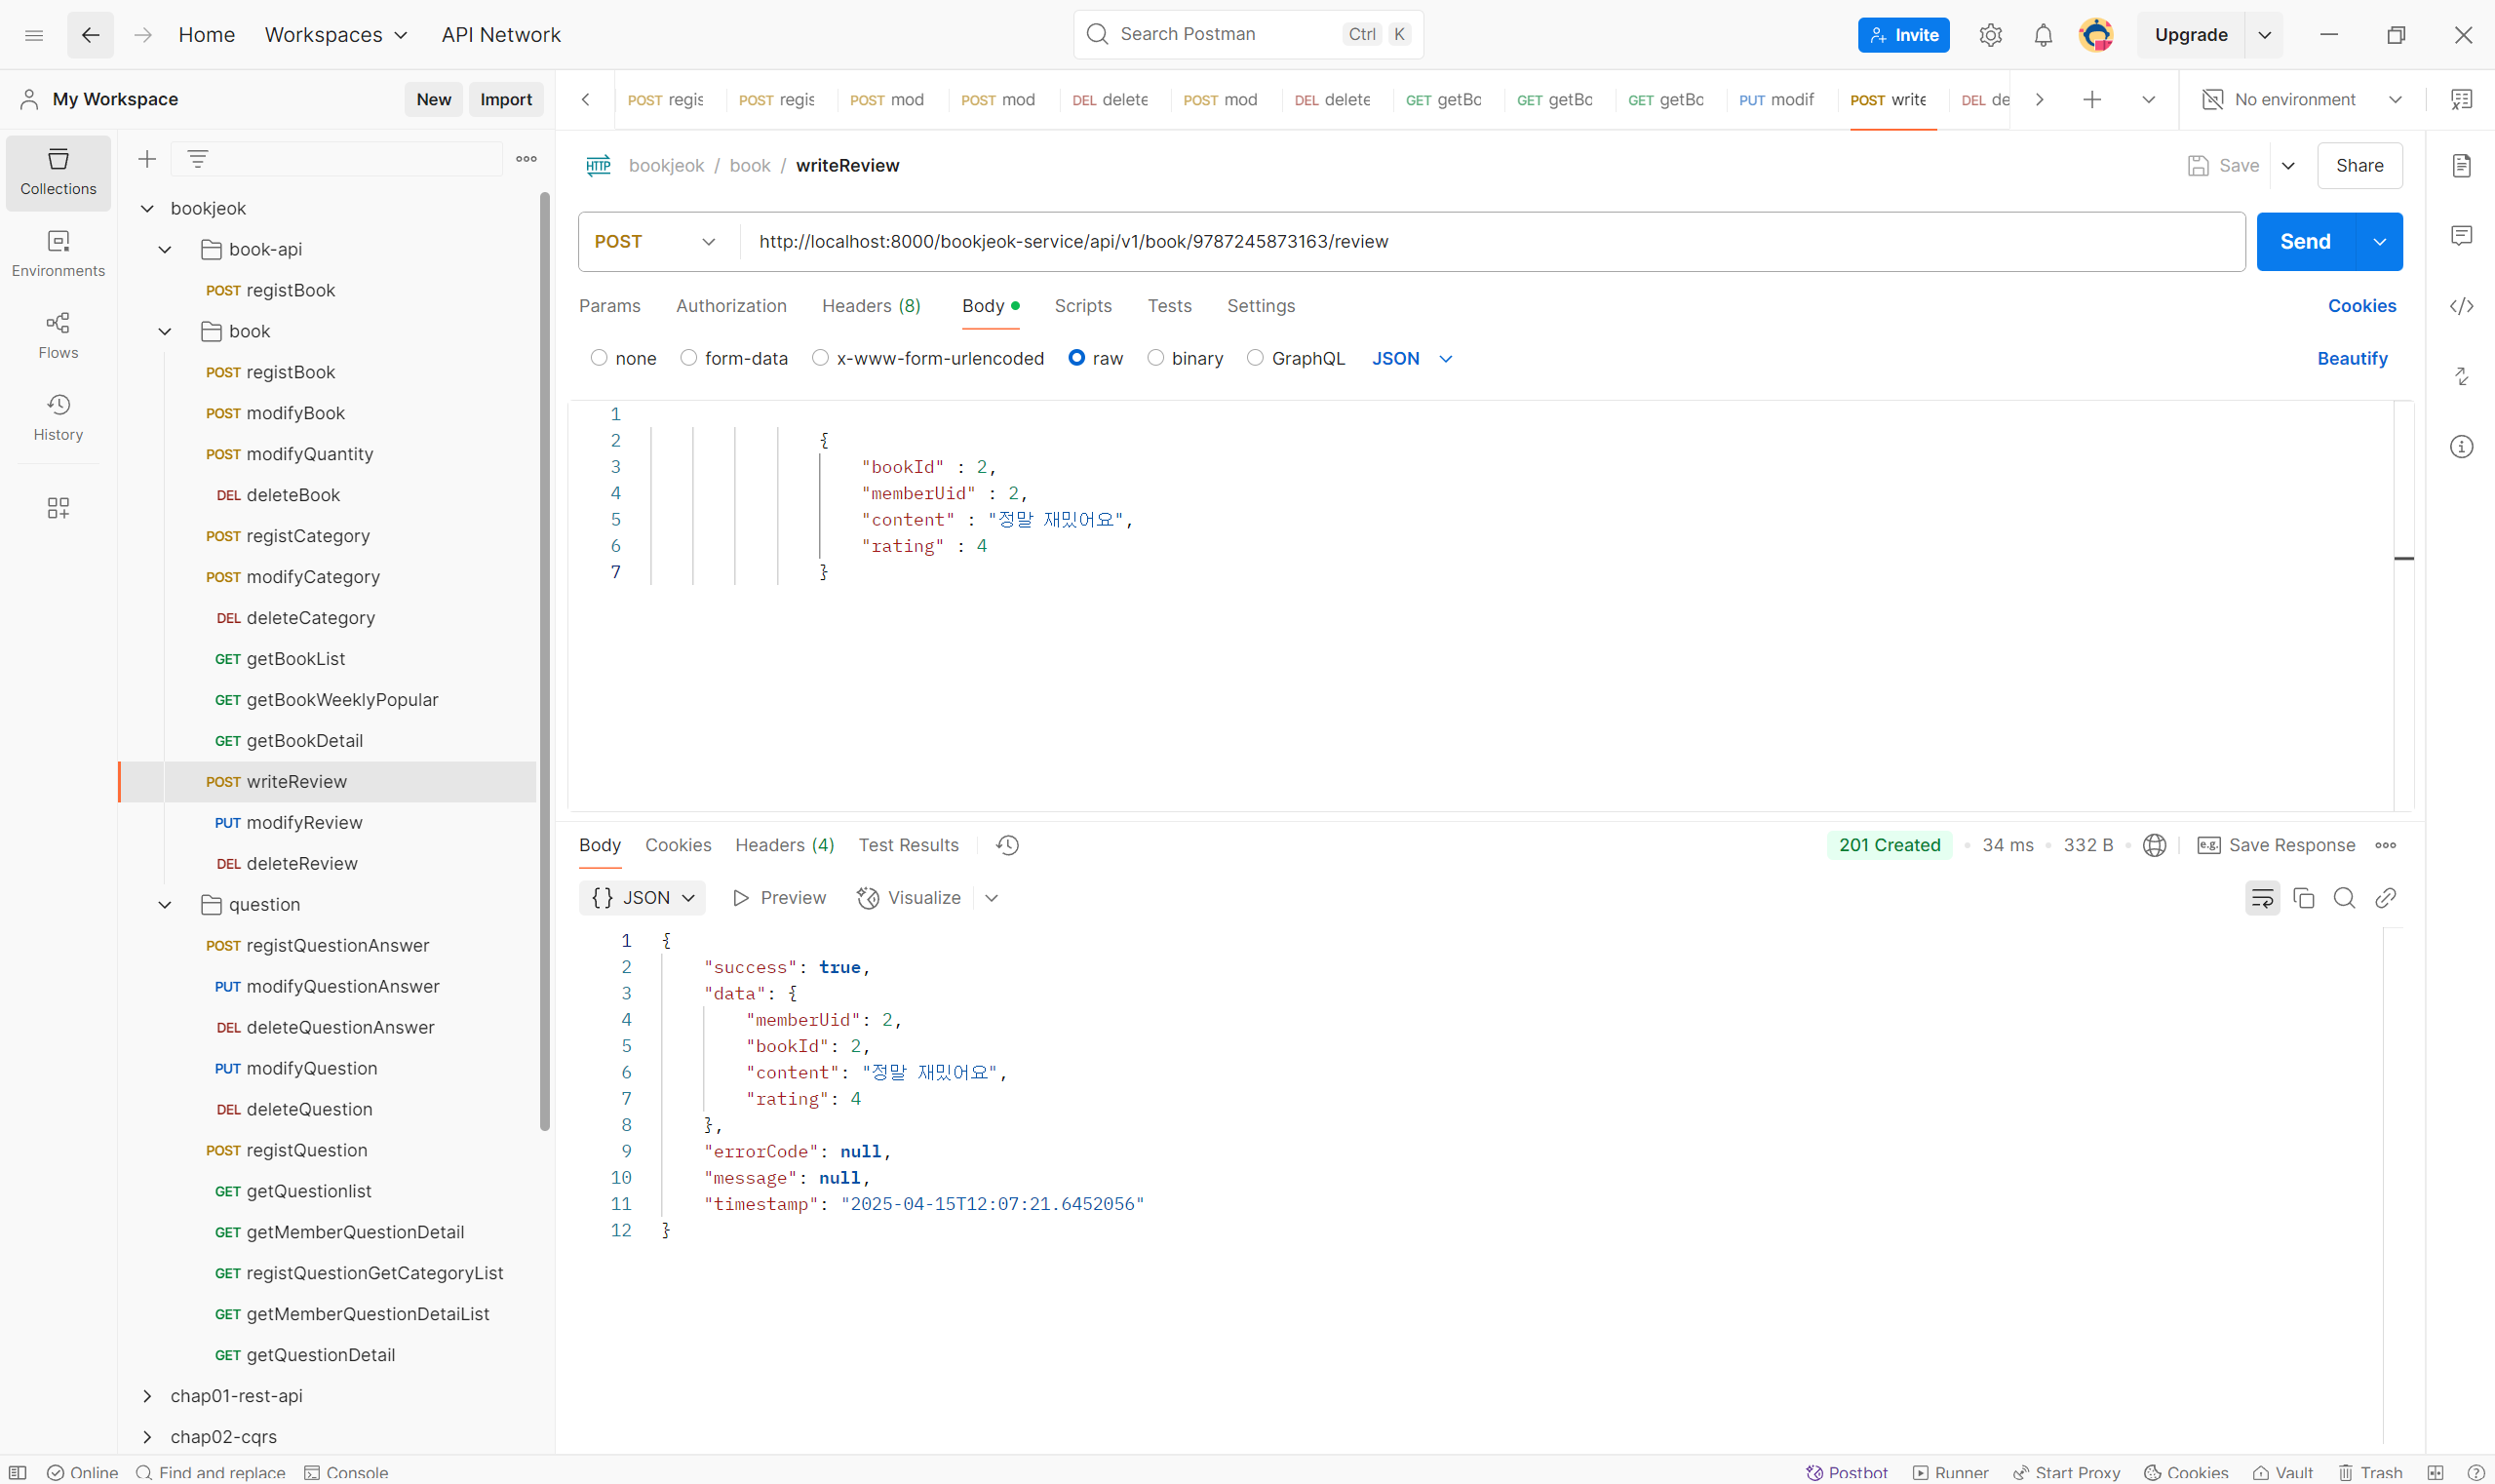 Home Workspaces API Network Search Postman Ctrl K Invite Upgrade
My Workspace New Import
POST regis POST regis POST mod POST mod DEL delete POST mod DEL delete GET getBo GET getBo GET getBo PUT modif POST write DEL de No environment
Collections
Environments
Flows
History
bookjeok
book-api
POST registBook
book
POST registBook
POST modifyBook
POST modifyQuantity
DEL deleteBook
POST registCategory
POST modifyCategory
DEL deleteCategory
GET getBookList
GET getBookWeeklyPopular
GET getBookDetail
POST writeReview
PUT modifyReview
DEL deleteReview
question
POST registQuestionAnswer
PUT modifyQuestionAnswer
DEL deleteQuestionAnswer
PUT modifyQuestion
DEL deleteQuestion
POST registQuestion
GET getQuestionlist
GET getMemberQuestionDetail
GET registQuestionGetCategoryList
GET getMemberQuestionDetaiList
GET getQuestionDetail
chap01-rest-api
chap02-cqrs
HTTP bookjeok / book / writeReview Save Share
POST http://localhost:8000/bookjeok-service/api/v1/book/9787245873163/review Send
Params Authorization Headers (8) Body Scripts Tests Settings Cookies
none form-data x-www-form-urlencoded raw binary GraphQL JSON Beautify
1
2 {
3 "bookId" : 2,
4 "memberUid" : 2,
5 "content" : "정말 재밌어요",
6 "rating" : 4
7 }
Body Cookies Headers (4) Test Results 201 Created • 34 ms • 332 B • e.g. Save Response
{} JSON Preview Visualize
1 {
2 "success": true,
3 "data": {
4 "memberUid": 2,
5 "bookId": 2,
6 "content": "정말 재밌어요",
7 "rating": 4
8 },
9 "errorCode": null,
10 "message": null,
11 "timestamp": "2025-04-15T12:07:21.6452056"
12 }
Online Find and replace Console Postbot Runner Start Proxy Cookies Vault Trash